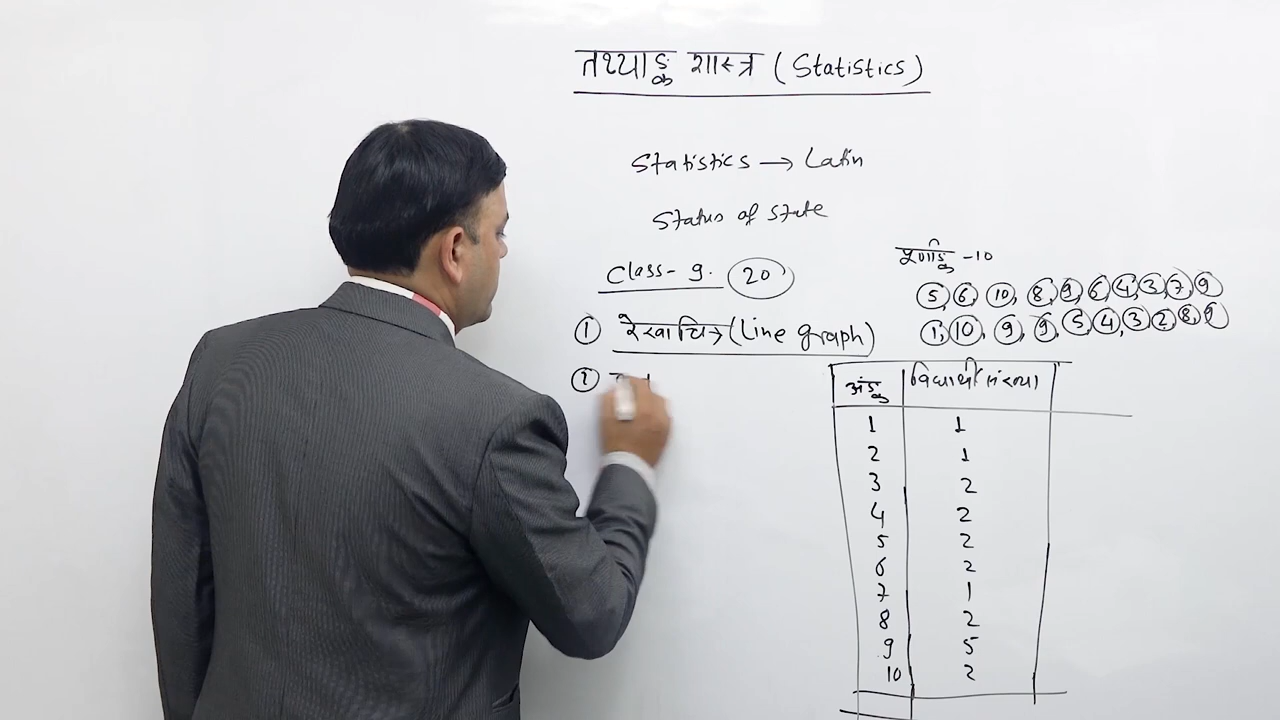 तथ्याङ्क शास्त्र (Statistics)
Statistics → Latin
Status of state
Class- 9. 20
पूर्णाङ्क -10
5, 6, 10, 8, 9, 6, 4, 3, 7, 9
1, 10, 9, 9, 5, 4, 3, 2, 8, 9
① रेखाचित्र (Line graph)
②
अंङ्क विद्यार्थी संख्या
1 1
2 1
3 2
4 2
5 2
6 2
7 1
8 2
9 5
10 2